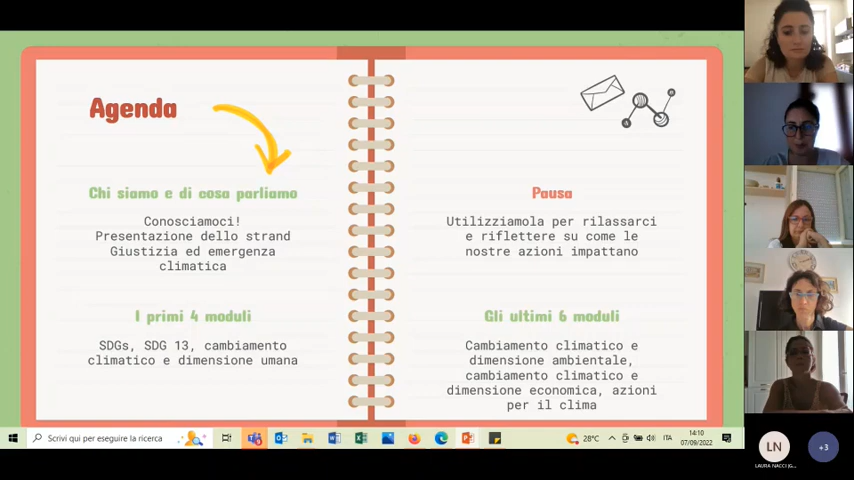 Agenda
Chi siamo e di cosa parliamo
Conosciamoci!
Presentazione dello strand
Giustizia ed emergenza
climatica
I primi 4 moduli
SDGs, SDG 13, cambiamento
climatico e dimensione umana
Pausa
Utilizziamola per rilassarci
e riflettere su come le
nostre azioni impattano
Gli ultimi 6 moduli
Cambiamento climatico e
dimensione ambientale,
cambiamento climatico e
dimensione economica, azioni
per il clima
Scrivi qui per eseguire la ricerca
28°C
ITA
14:10
07/09/2022
LN
LAURA NACCI (G...
+3